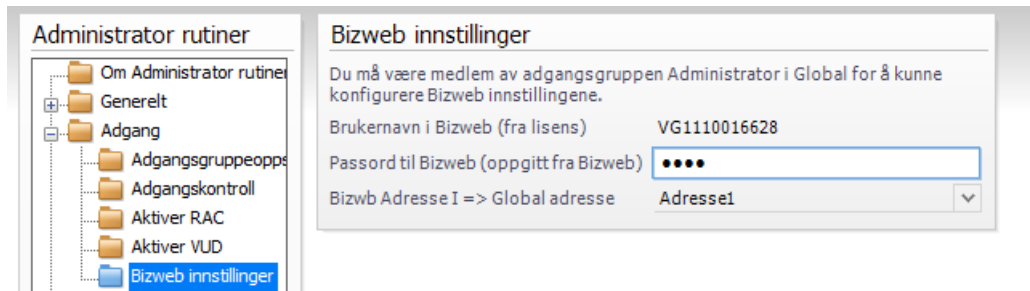 Administrator rutiner
Om Administrator rutiner
Generelt
Adgang
Adgangsgruppeopps
Adgangskontroll
Aktiver RAC
Aktiver VUD
Bizweb innstillinger
Bizweb innstillinger
Du må være medlem av adgangsgruppen Administrator i Global for å kunne
konfigurere Bizweb innstillingene.
Brukernavn i Bizweb (fra lisens) VG1110016628
Passord til Bizweb (oppgitt fra Bizweb) ●●●●
Bizwb Adresse I => Global adresse Adresse1